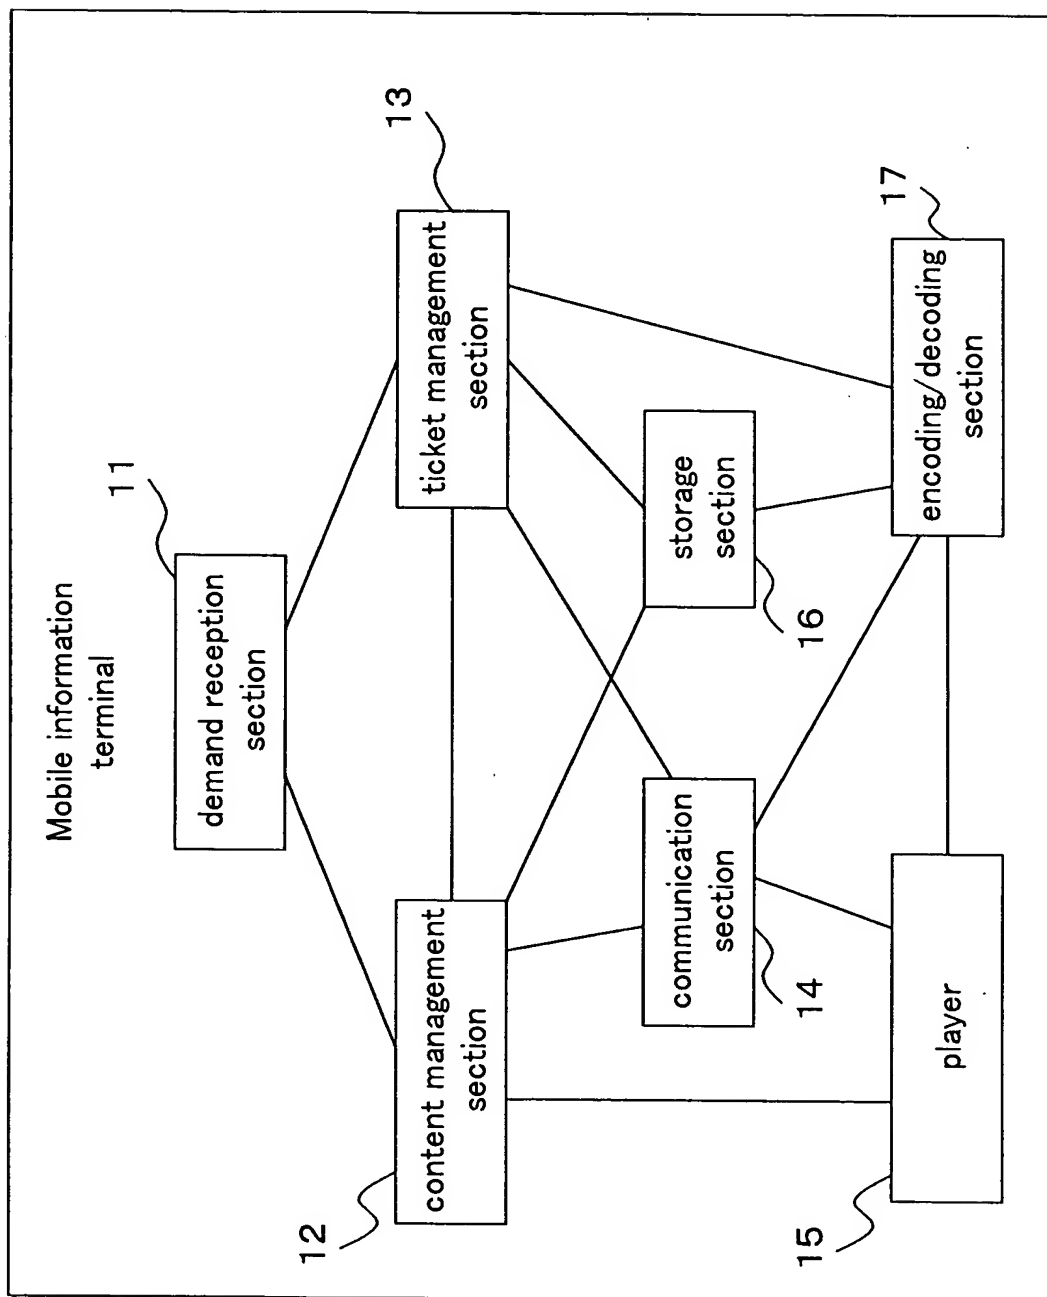 Mobile information
terminal
11
demand reception
section
12
content management
section
13
ticket management
section
14
communication
section
16
storage
section
15
player
17
encoding/decoding
section